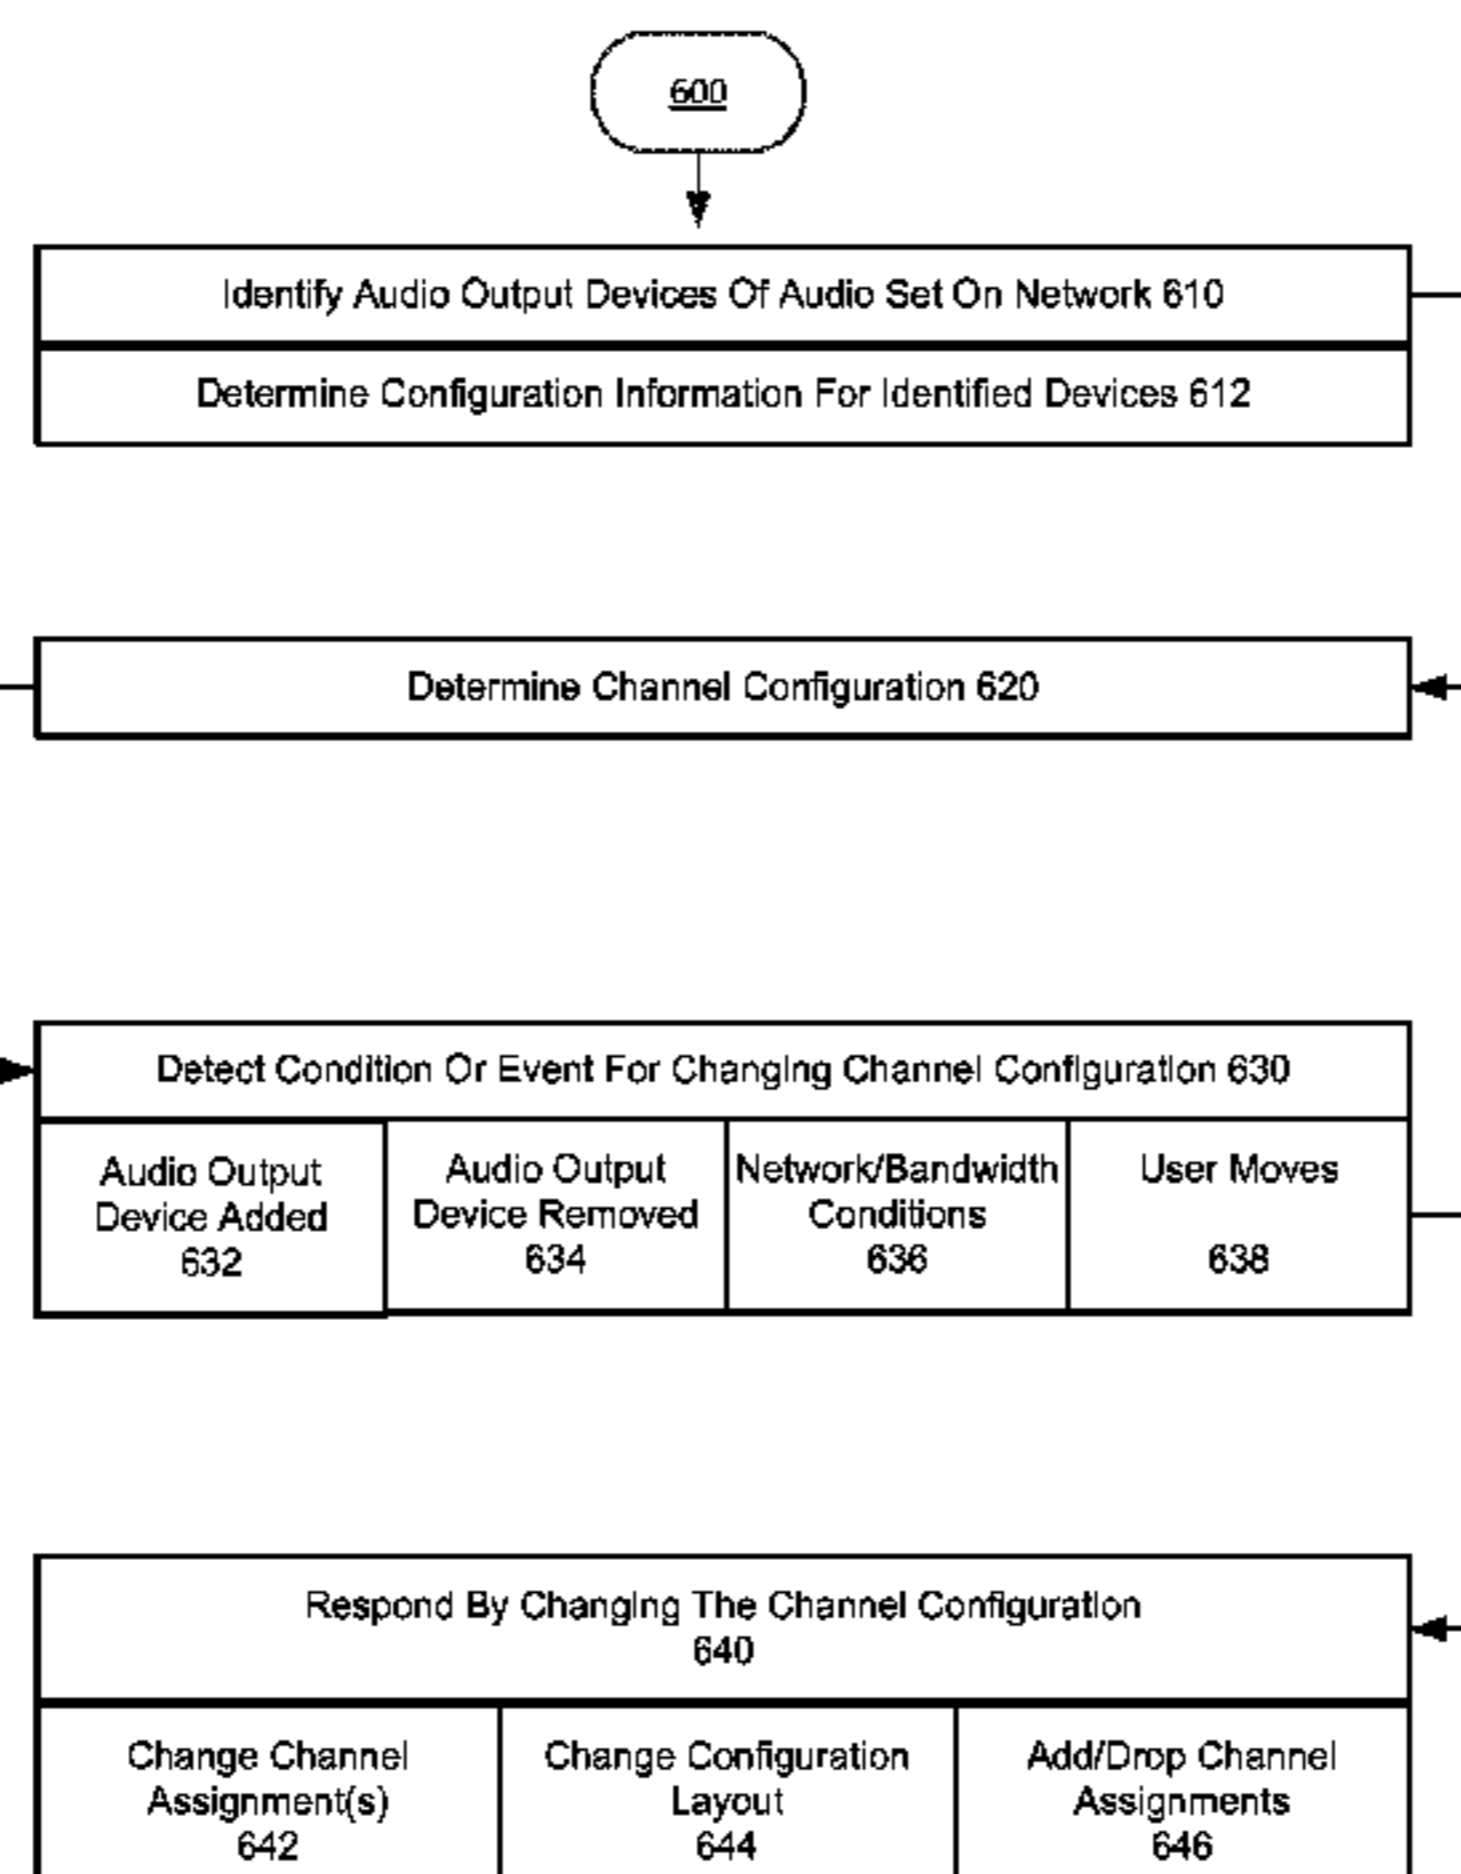 600
Identify Audio Output Devices Of Audio Set On Network 610
Determine Configuration Information For Identified Devices 612
Determine Channel Configuration 620
Detect Condition Or Event For Changing Channel Configuration 630
Audio Output
Device Added
632
Audio Output
Device Removed
634
Network/Bandwidth
Conditions
636
User Moves
638
Respond By Changing The Channel Configuration
640
Change Channel
Assignment(s)
642
Change Configuration
Layout
644
Add/Drop Channel
Assignments
646